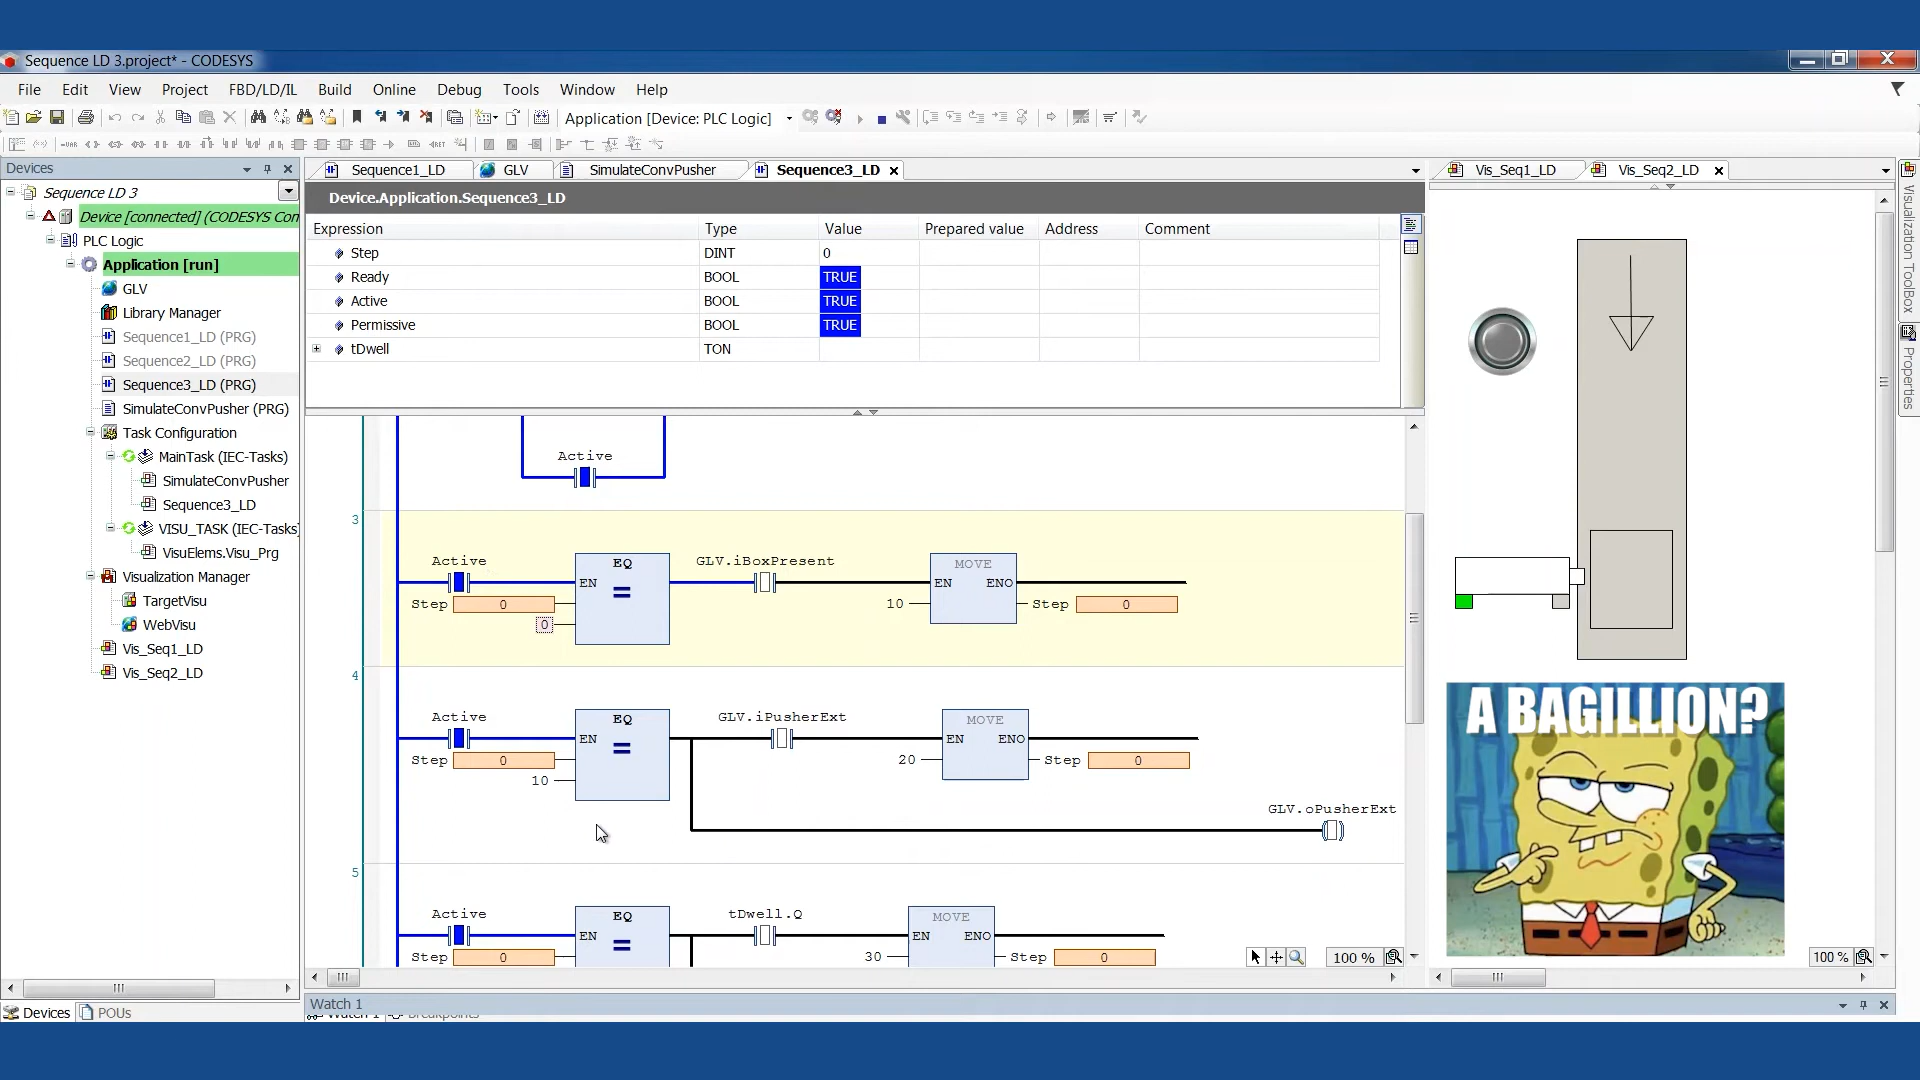 Sequence LD 3.project* - CODESYS
File Edit View Project FBD/LD/IL Build Online Debug Tools Window Help
Application [Device: PLC Logic]
Devices
Sequence LD 3
Device [connected] (CODESYS Con
PLC Logic
Application [run]
GLV
Library Manager
Sequence1_LD (PRG)
Sequence2_LD (PRG)
Sequence3_LD (PRG)
SimulateConvPusher (PRG)
Task Configuration
MainTask (IEC-Tasks)
SimulateConvPusher
Sequence3_LD
VISU_TASK (IEC-Tasks)
VisuElems.Visu_Prg
Visualization Manager
TargetVisu
WebVisu
Vis_Seq1_LD
Vis_Seq2_LD
Devices POUs
Sequence1_LD GLV SimulateConvPusher Sequence3_LD
Device.Application.Sequence3_LD
Expression Type Value Prepared value Address Comment
Step DINT 0
Ready BOOL TRUE
Active BOOL TRUE
Permissive BOOL TRUE
tDwell TON
Active
3
Active EQ GLV.iBoxPresent MOVE
EN = EN ENO
Step 0 10 Step 0
0
4
Active EQ GLV.iPusherExt MOVE
EN = EN ENO
Step 0 20 Step 0
10
GLV.oPusherExt
5
Active EQ tDwell.Q MOVE
EN = EN ENO
Step 0 30 Step 0
100 %
Watch 1
Watch 1 Breakpoints
Vis_Seq1_LD Vis_Seq2_LD
A BAGILLION?
100 %
Visualization ToolBox
Properties